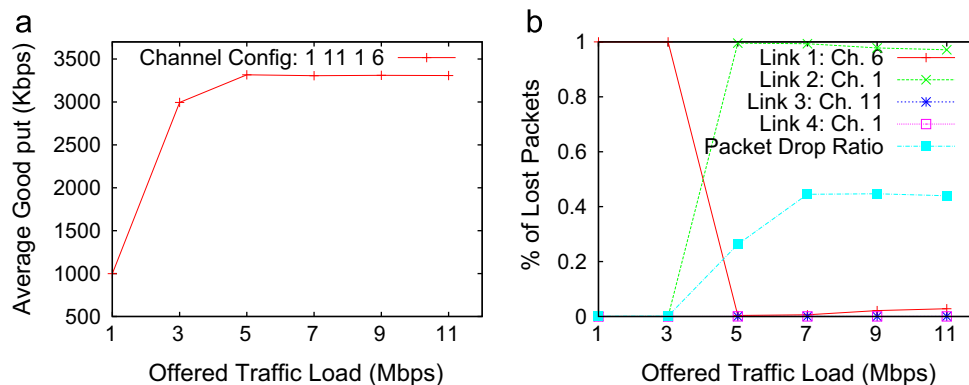 a
Average Good put (Kbps)
3500
3000
2500
2000
1500
1000
500
Channel Config: 1 11 1 6
1 3 5 7 9 11
Offered Traffic Load (Mbps)
b
% of Lost Packets
1
0.8
0.6
0.4
0.2
0
Link 1: Ch. 6
Link 2: Ch. 1
Link 3: Ch. 11
Link 4: Ch. 1
Packet Drop Ratio
1 3 5 7 9 11
Offered Traffic Load (Mbps)